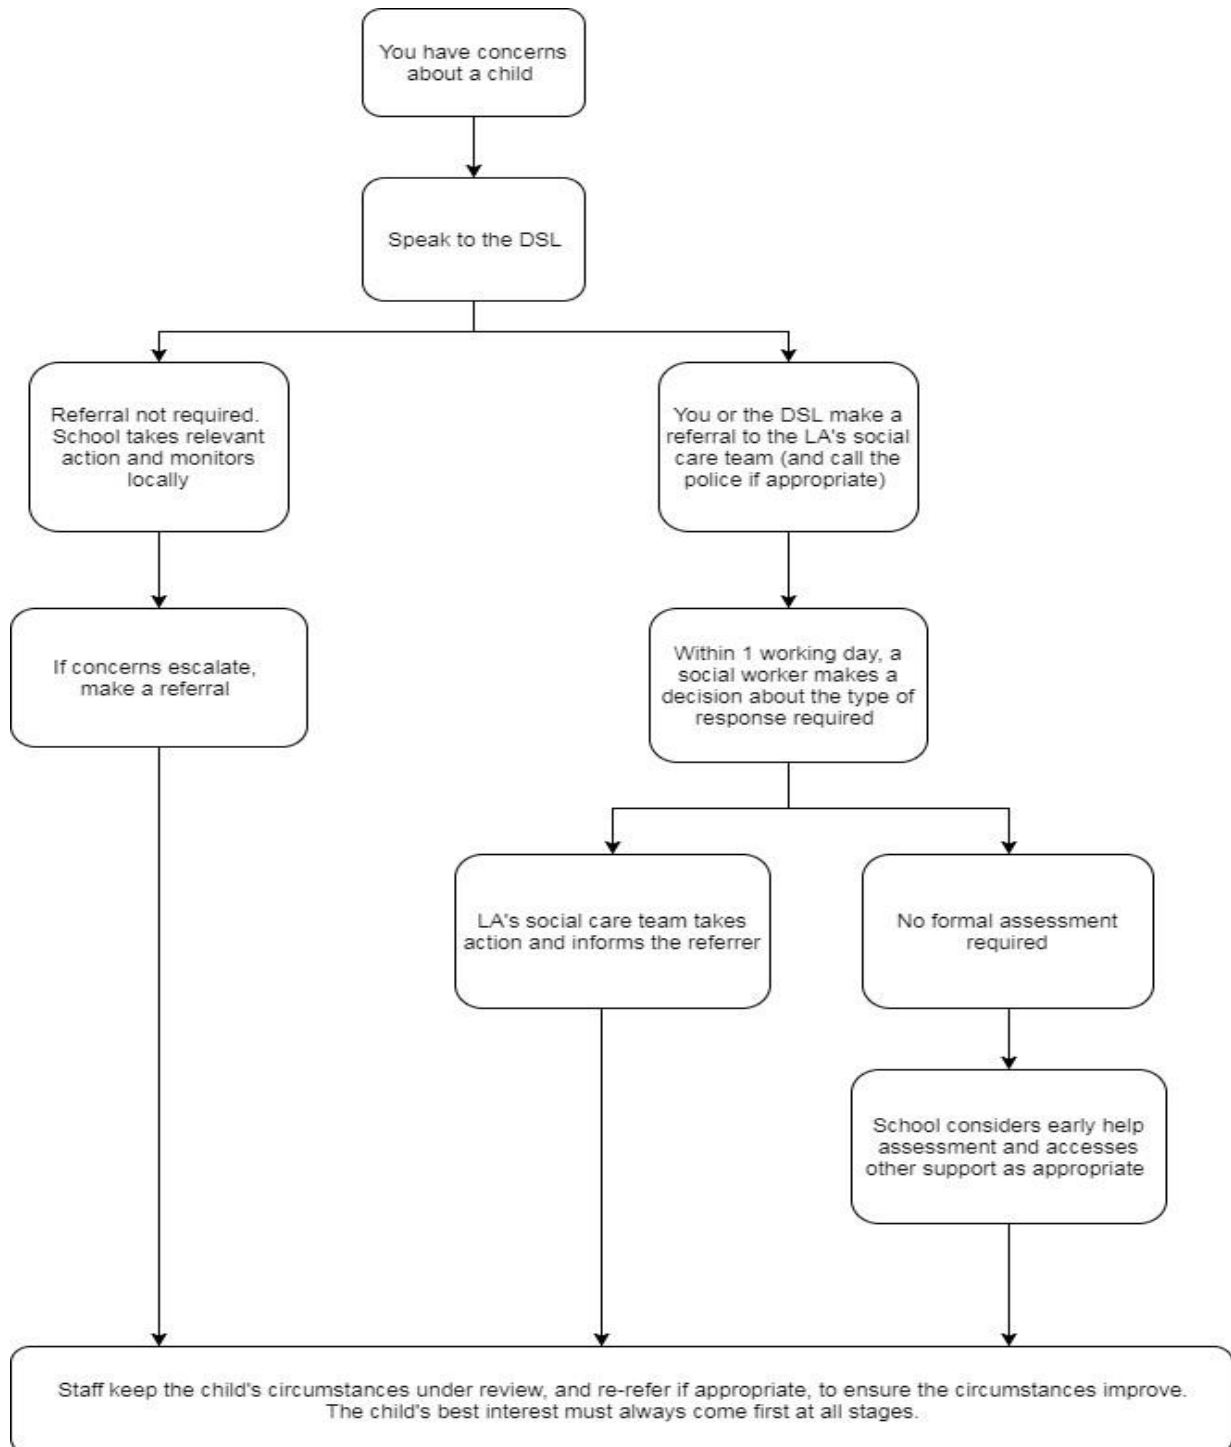 You have concerns
about a child
Speak to the DSL
Referral not required.
School takes relevant
action and monitors
locally
You or the DSL make a
referral to the LA's social
care team (and call the
police if appropriate)
If concerns escalate,
make a referral
Within 1 working day, a
social worker makes a
decision about the type of
response required
LA's social care team takes
action and informs the referrer
No formal assessment
required
School considers early help
assessment and accesses
other support as appropriate
Staff keep the child's circumstances under review, and re-refer if appropriate, to ensure the circumstances improve.
The child's best interest must always come first at all stages.